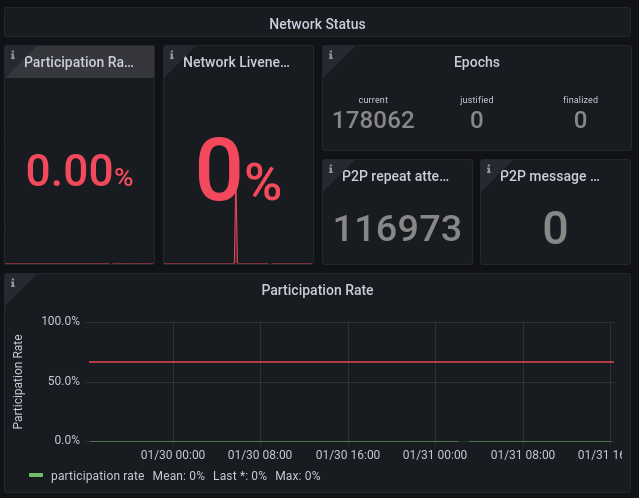 Network Status
Participation Ra...
0.00%
Network Livene...
0%
Epochs
current
178062
justified
0
finalized
0
P2P repeat atte...
116973
P2P message ...
0
Participation Rate
Participation Rate
100.0%
50.0%
0.0%
01/30 00:00 01/30 08:00 01/30 16:00 01/31 00:00 01/31 08:00 01/31 16
participation rate Mean: 0% Last *: 0% Max: 0%